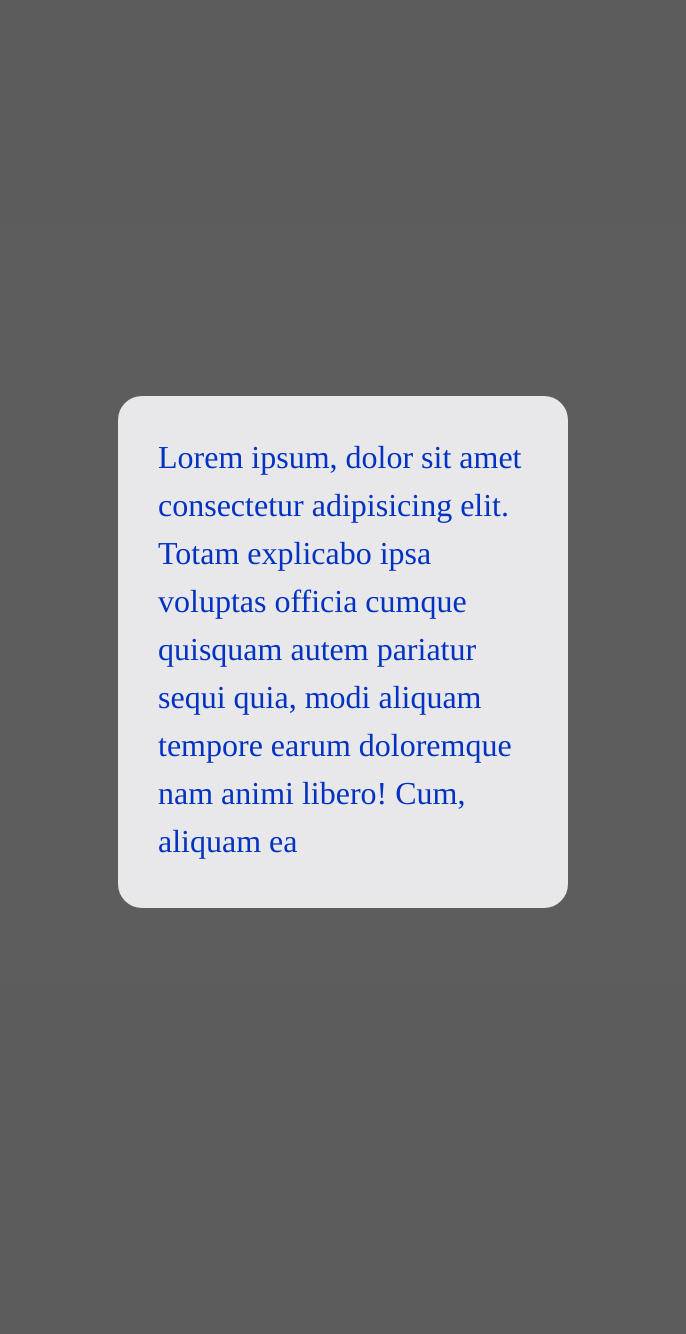 Lorem ipsum, dolor sit amet
consectetur adipisicing elit.
Totam explicabo ipsa
voluptas officia cumque
quisquam autem pariatur
sequi quia, modi aliquam
tempore earum doloremque
nam animi libero! Cum,
aliquam ea